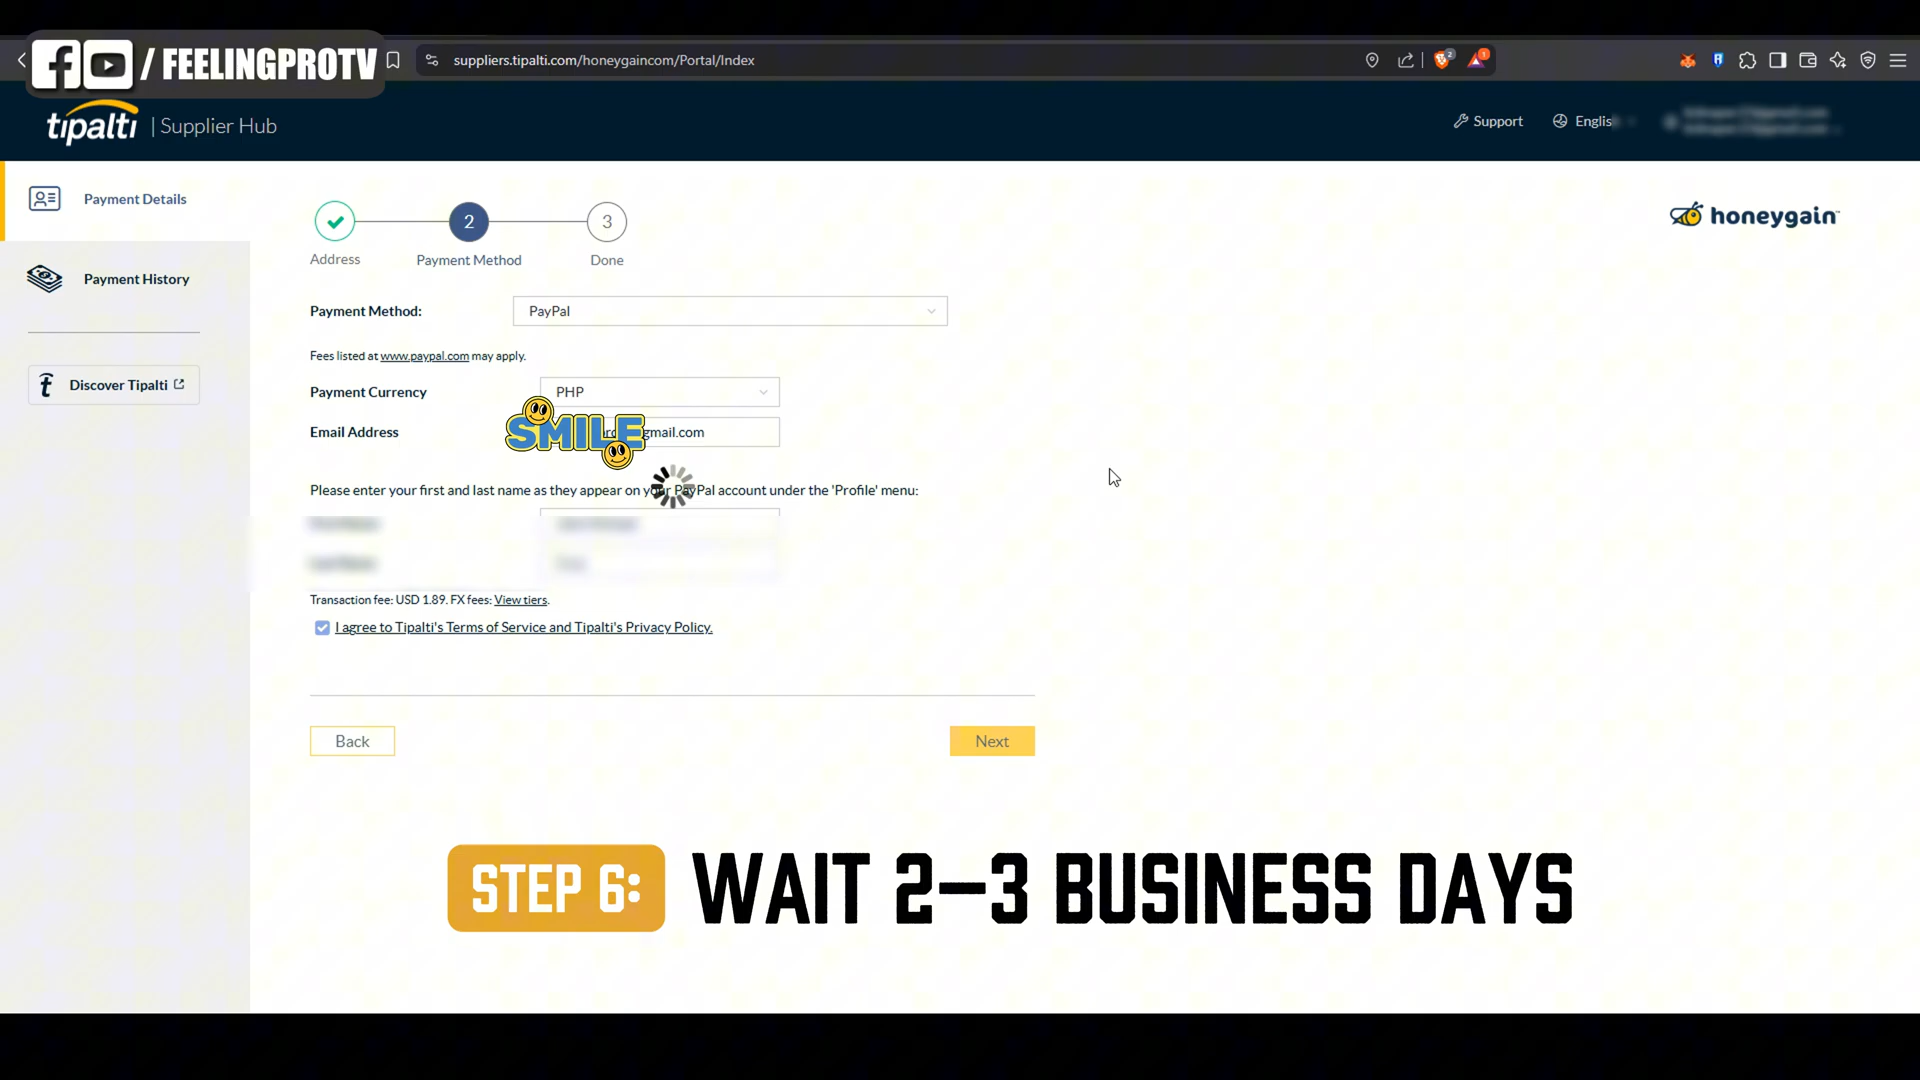 / FEELINGPROTV
suppliers.tipalti.com/honeygaincom/Portal/Index
2
1
tipalti | Supplier Hub
Support
Englis
Payment Details
Payment History
Discover Tipalti
honeygain
2
3
Address
Payment Method
Done
Payment Method:
PayPal
Fees listed at www.paypal.com may apply.
Payment Currency
PHP
Email Address
SMILE
gmail.com
Please enter your first and last name as they appear on your PayPal account under the 'Profile' menu:
Transaction fee: USD 1.89. FX fees: View tiers.
I agree to Tipalti's Terms of Service and Tipalti's Privacy Policy.
Back
Next
STEP 6: WAIT 2–3 BUSINESS DAYS